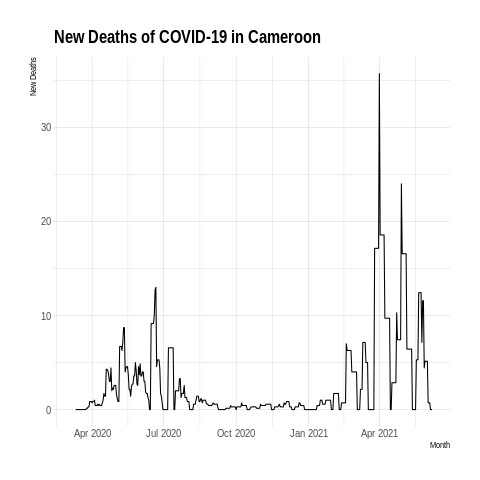 New Deaths of COVID-19 in Cameroon
New Deaths
30
20
10
0
Apr 2020
Jul 2020
Oct 2020
Jan 2021
Apr 2021
Month